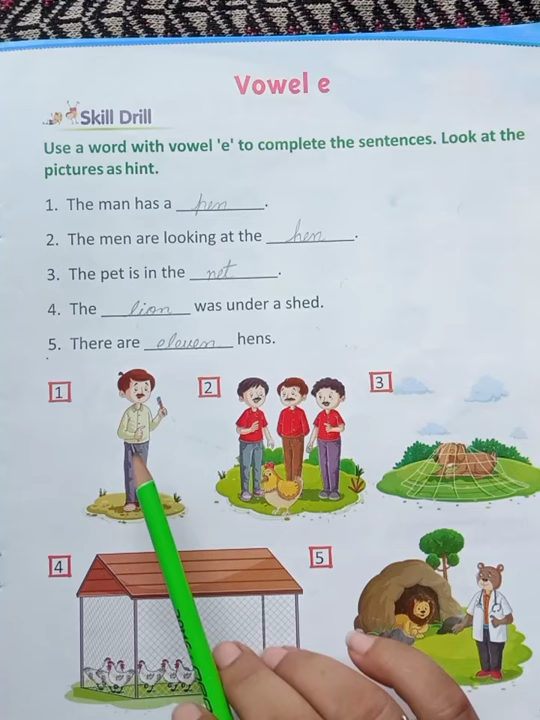 Vowel e
Skill Drill
Use a word with vowel 'e' to complete the sentences. Look at the
pictures as hint.
1. The man has a pen.
2. The men are looking at the hen.
3. The pet is in the net.
4. The lion was under a shed.
5. There are elouen hens.
1
2
3
4
5